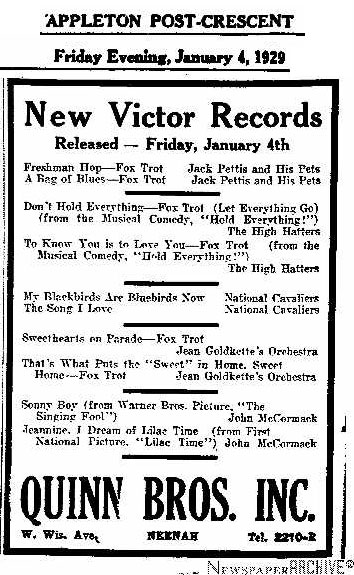 APPLETON POST-CRESCENT
Friday Evening, January 4, 1929
New Victor Records
Released — Friday, January 4th
Freshman Hop—Fox Trot Jack Pettis and His Pets
A Bag of Blues—Fox Trot Jack Pettis and His Pets
Don't Hold Everything—Fox Trot (Let Everything Go)
(from the Musical Comedy, "Hold Everything!")
The High Hatters
To Know You is to Love You—Fox Trot (from the
Musical Comedy, "Hold Everything!")
The High Hatters
My Blackbirds Are Bluebirds Now National Cavaliers
The Song I Love National Cavaliers
Sweethearts on Parade—Fox Trot
Jean Goldkette's Orchestra
That's What Puts the "Sweet" in Home, Sweet
Home—Fox Trot Jean Goldkette's Orchestra
Sonny Boy (from Warner Bros. Picture, "The
Singing Fool") John McCormack
Jeannine, I Dream of Lilac Time (from First
National Picture, "Lilac Time") John McCormack
QUINN BROS. INC.
W. Wis. Ave. NEENAH Tel. 2210-R
NEWSPAPERARCHIVE®